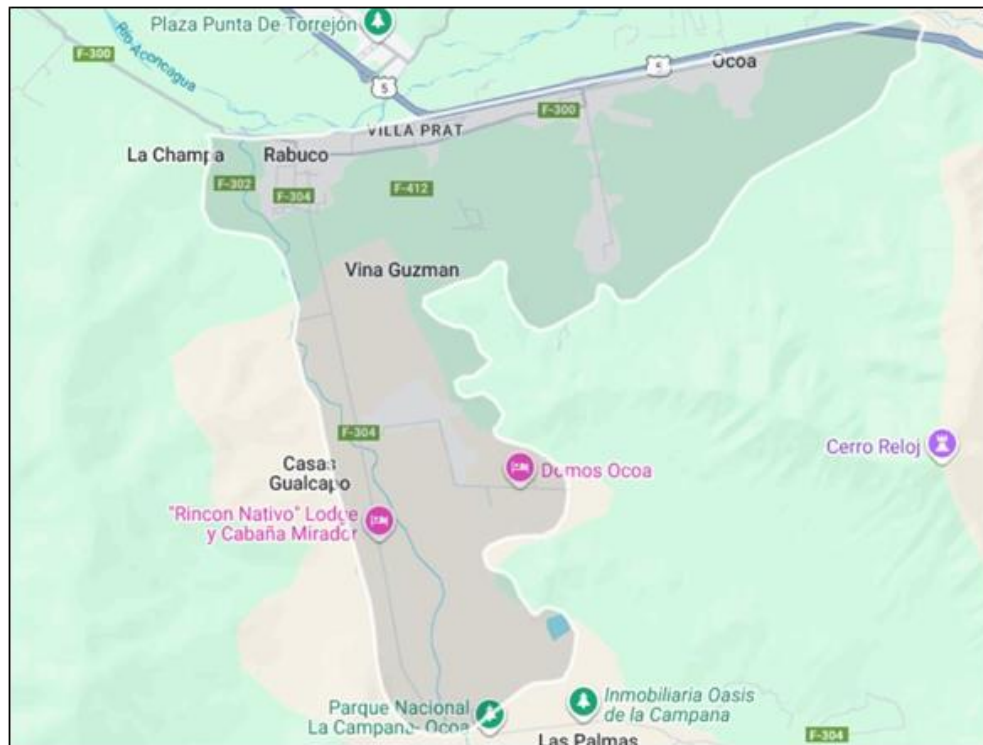 Plaza Punta De Torrejón
F-300
Río Aconcagua
5
5
Ocoa
F-300
VILLA PRAT
La Champa
Rabuco
F-302
F-304
F-412
Vina Guzman
F-304
Cerro Reloj
Casas
Gualcapo
Domos Ocoa
"Rincon Nativo" Lodge
y Cabaña Mirador
Parque Nacional
La Campana- Ocoa
Inmobiliaria Oasis
de la Campana
Las Palmas
F-304